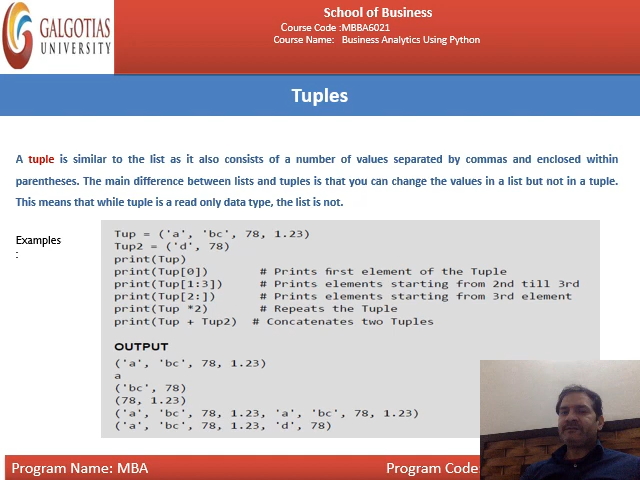 GALGOTIAS
UNIVERSITY
School of Business
Course Code :MBBA6021
Course Name: Business Analytics Using Python
Tuples
A tuple is similar to the list as it also consists of a number of values separated by commas and enclosed within
parentheses. The main difference between lists and tuples is that you can change the values in a list but not in a tuple.
This means that while tuple is a read only data type, the list is not.
Examples
:
Tup = ('a', 'bc', 78, 1.23)
Tup2 = ('d', 78)
print(Tup)
print(Tup[0]) # Prints first element of the Tuple
print(Tup[1:3]) # Prints elements starting from 2nd till 3rd
print(Tup[2:]) # Prints elements starting from 3rd element
print(Tup *2) # Repeats the Tuple
print(Tup + Tup2) # Concatenates two Tuples
OUTPUT
('a', 'bc', 78, 1.23)
a
('bc', 78)
(78, 1.23)
('a', 'bc', 78, 1.23, 'a', 'bc', 78, 1.23)
('a', 'bc', 78, 1.23, 'd', 78)
Program Name: MBA
Program Code